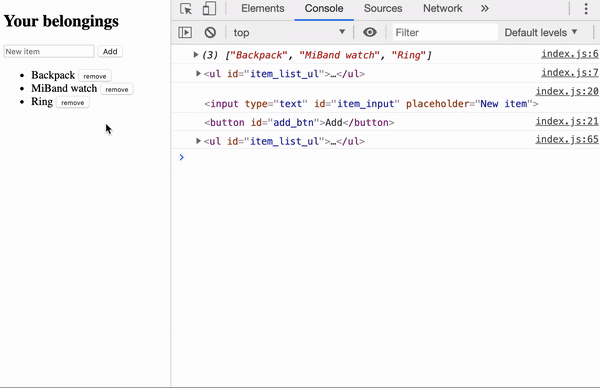 Your belongings
New item Add
Backpack remove
MiBand watch remove
Ring remove
Elements Console Sources Network »
top Filter Default levels
(3) ["Backpack", "MiBand watch", "Ring"] index.js:6
<ul id="item_list_ul">…</ul> index.js:7
index.js:20
<input type="text" id="item_input" placeholder="New item">
<button id="add_btn">Add</button> index.js:21
<ul id="item_list_ul">…</ul> index.js:65